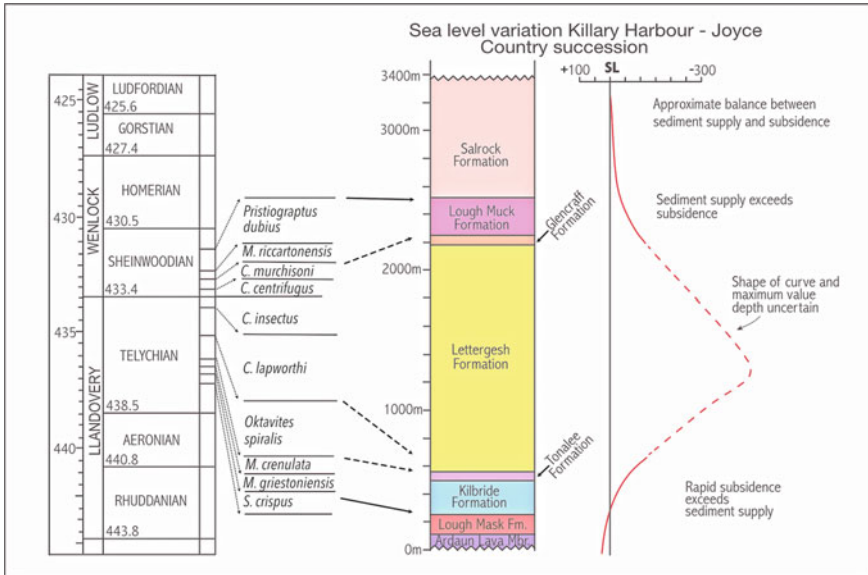 Sea level variation Killary Harbour - Joyce
Country succession
+100
SL
-300
425
430
435
440
LUDLOW
WENLOCK
LLANDOVERY
LUDFORDIAN
425.6
GORSTIAN
427.4
HOMERIAN
430.5
SHEINWOODIAN
433.4
TELYCHIAN
438.5
AERONIAN
440.8
RHUDDANIAN
443.8
Pristiograptus
dubius
M. riccartonensis
C. murchisoni
C. centrifugus
C. insectus
C. lapworthi
Oktavites
spiralis
M. crenulata
M. griestoniensis
S. crispus
3400m
3000m
2000m
1000m
0m
Salrock
Formation
Lough Muck
Formation
Glencraff
Formation
Lettergesh
Formation
Tonalee
Formation
Kilbride
Formation
Lough Mask Fm.
Ardaun Lava Mbr.
Approximate balance between
sediment supply and subsidence
Sediment supply exceeds
subsidence
Shape of curve and
maximum value
depth uncertain
Rapid subsidence
exceeds
sediment supply